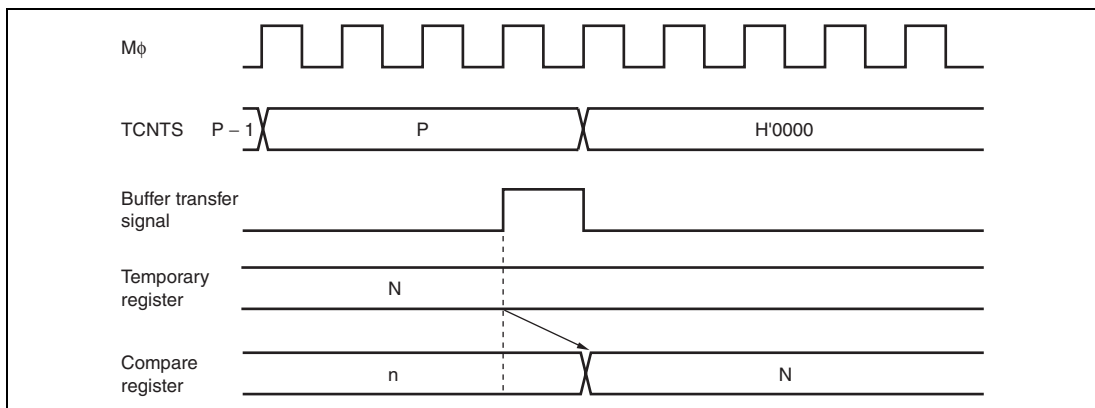 Mϕ
TCNTS P – 1 P H'0000
Buffer transfer
signal
Temporary
register
N
Compare
register
n N